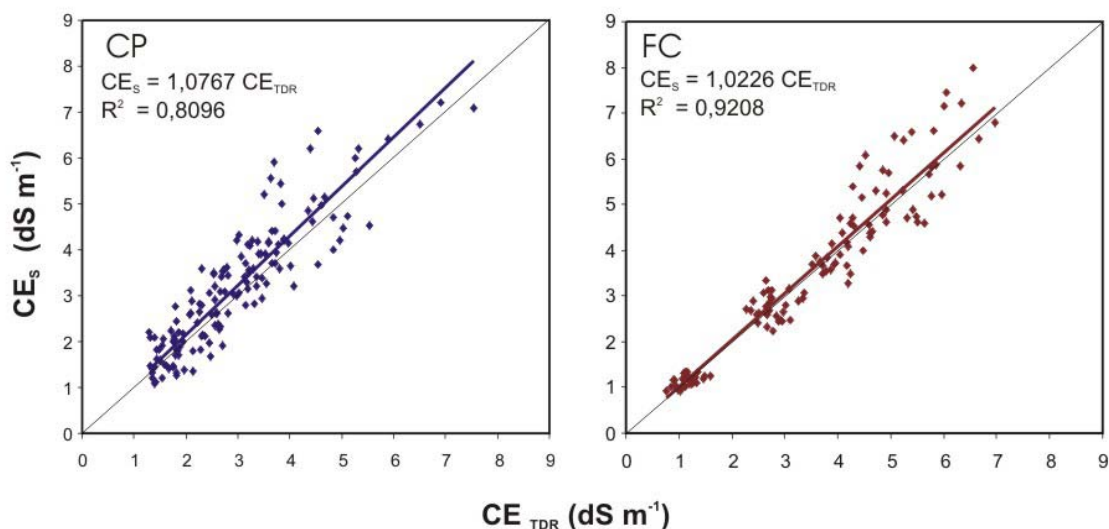 CP
CEs = 1,0767 CE_TDR
R² = 0,8096
9
8
7
6
5
4
3
2
1
0
0 1 2 3 4 5 6 7 8 9
FC
CEs = 1,0226 CE_TDR
R² = 0,9208
9
8
7
6
5
4
3
2
1
0
0 1 2 3 4 5 6 7 8 9
CEs (dS m⁻¹)
CE TDR (dS m⁻¹)